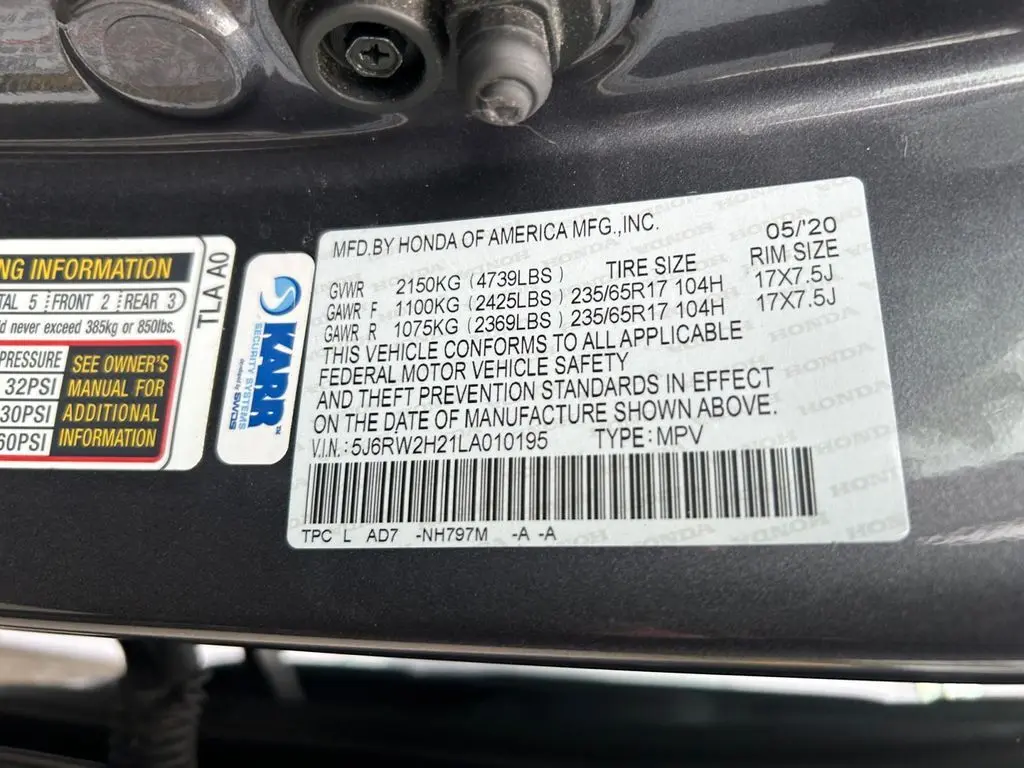 NG INFORMATION
TAL 5 FRONT 2 REAR 3
d never exceed 385kg or 850lbs.
PRESSURE
32PSI
30PSI
60PSI
SEE OWNER'S
MANUAL FOR
ADDITIONAL
INFORMATION
TLA A0
KARR™
SECURITY SYSTEMS
developed by SWDS
MFD.BY HONDA OF AMERICA MFG.,INC. 05/'20
GVWR 2150KG (4739LBS) TIRE SIZE RIM SIZE
GAWR F 1100KG (2425LBS) 235/65R17 104H 17X7.5J
GAWR R 1075KG (2369LBS) 235/65R17 104H 17X7.5J
THIS VEHICLE CONFORMS TO ALL APPLICABLE
FEDERAL MOTOR VEHICLE SAFETY
AND THEFT PREVENTION STANDARDS IN EFFECT
ON THE DATE OF MANUFACTURE SHOWN ABOVE.
V.I.N.: 5J6RW2H21LA010195 TYPE: MPV
TPC L AD7 -NH797M -A -A